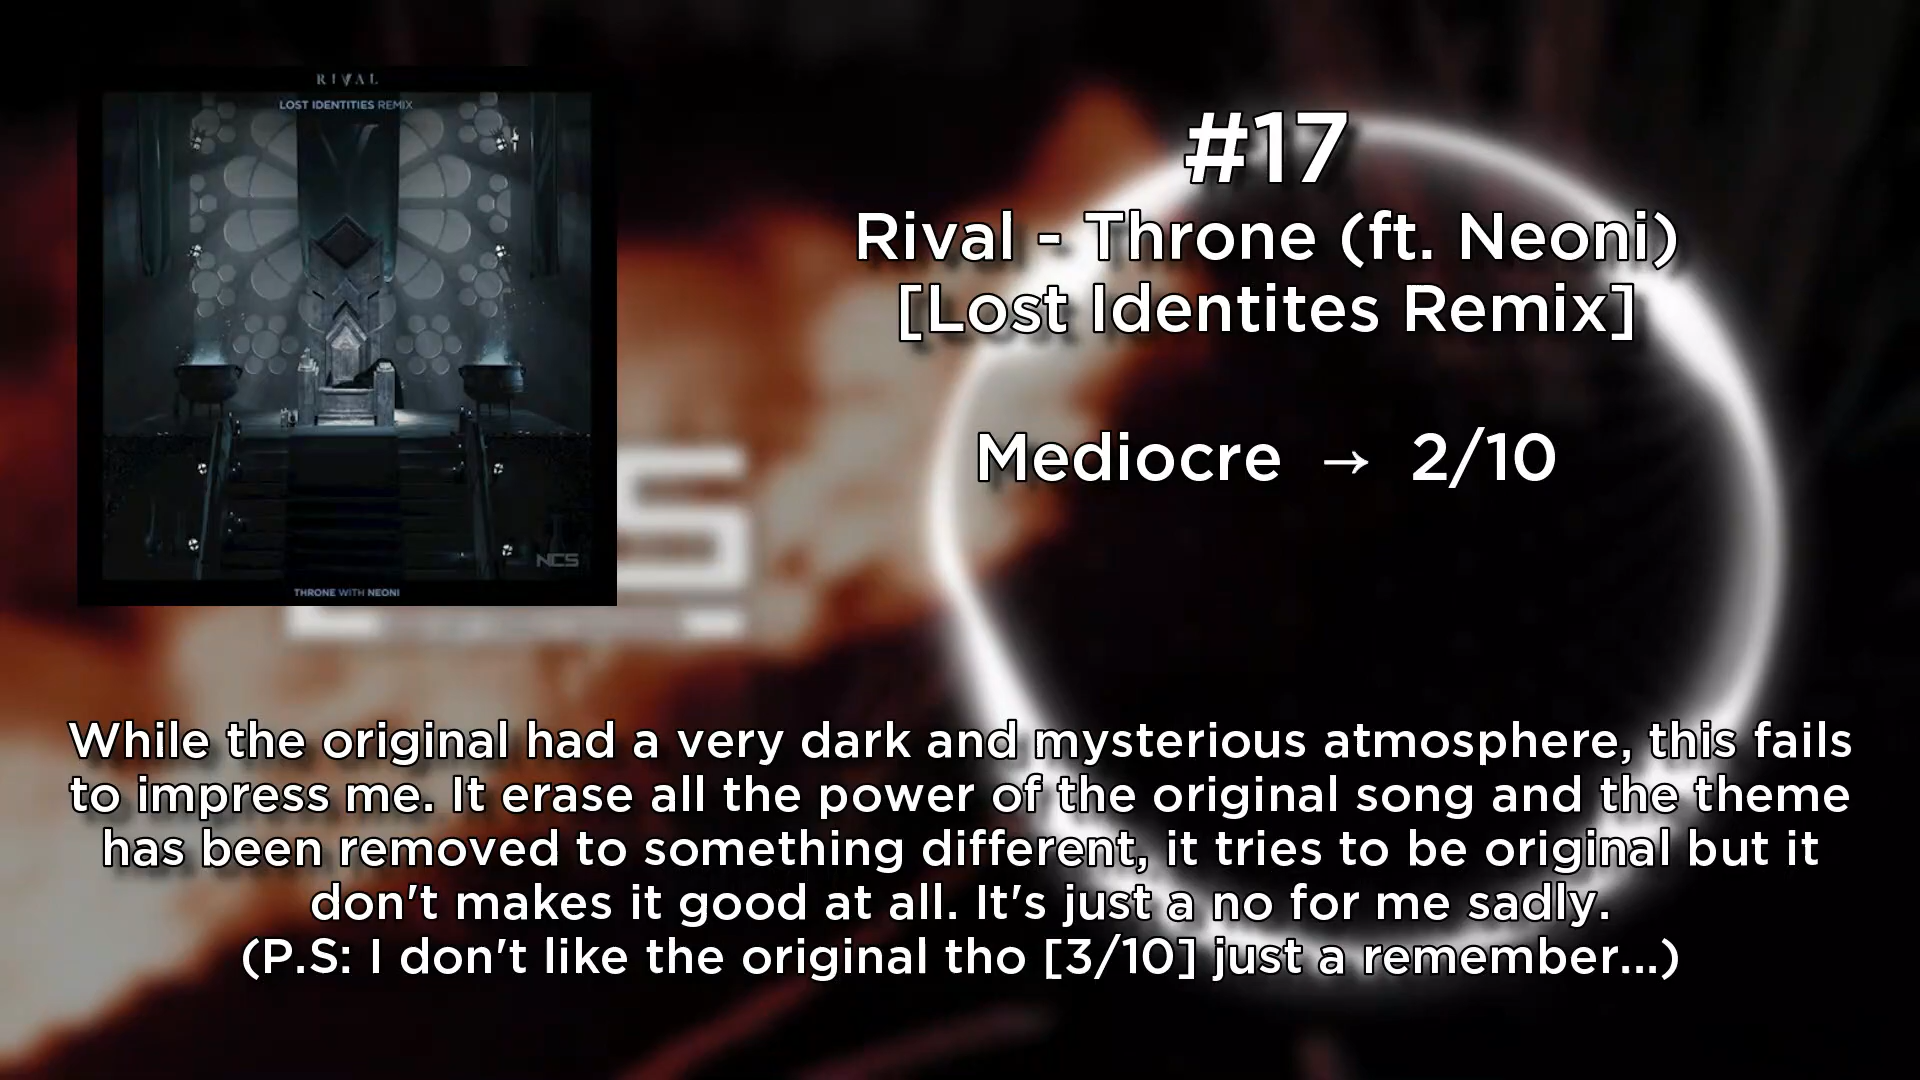 RIVAL
LOST IDENTITIES REMIX
NCS
THRONE WITH NEONI
#17
Rival - Throne (ft. Neoni)
[Lost Identites Remix]
Mediocre → 2/10
While the original had a very dark and mysterious atmosphere, this fails
to impress me. It erase all the power of the original song and the theme
has been removed to something different, it tries to be original but it
don't makes it good at all. It's just a no for me sadly.
(P.S: I don't like the original tho [3/10] just a remember...)